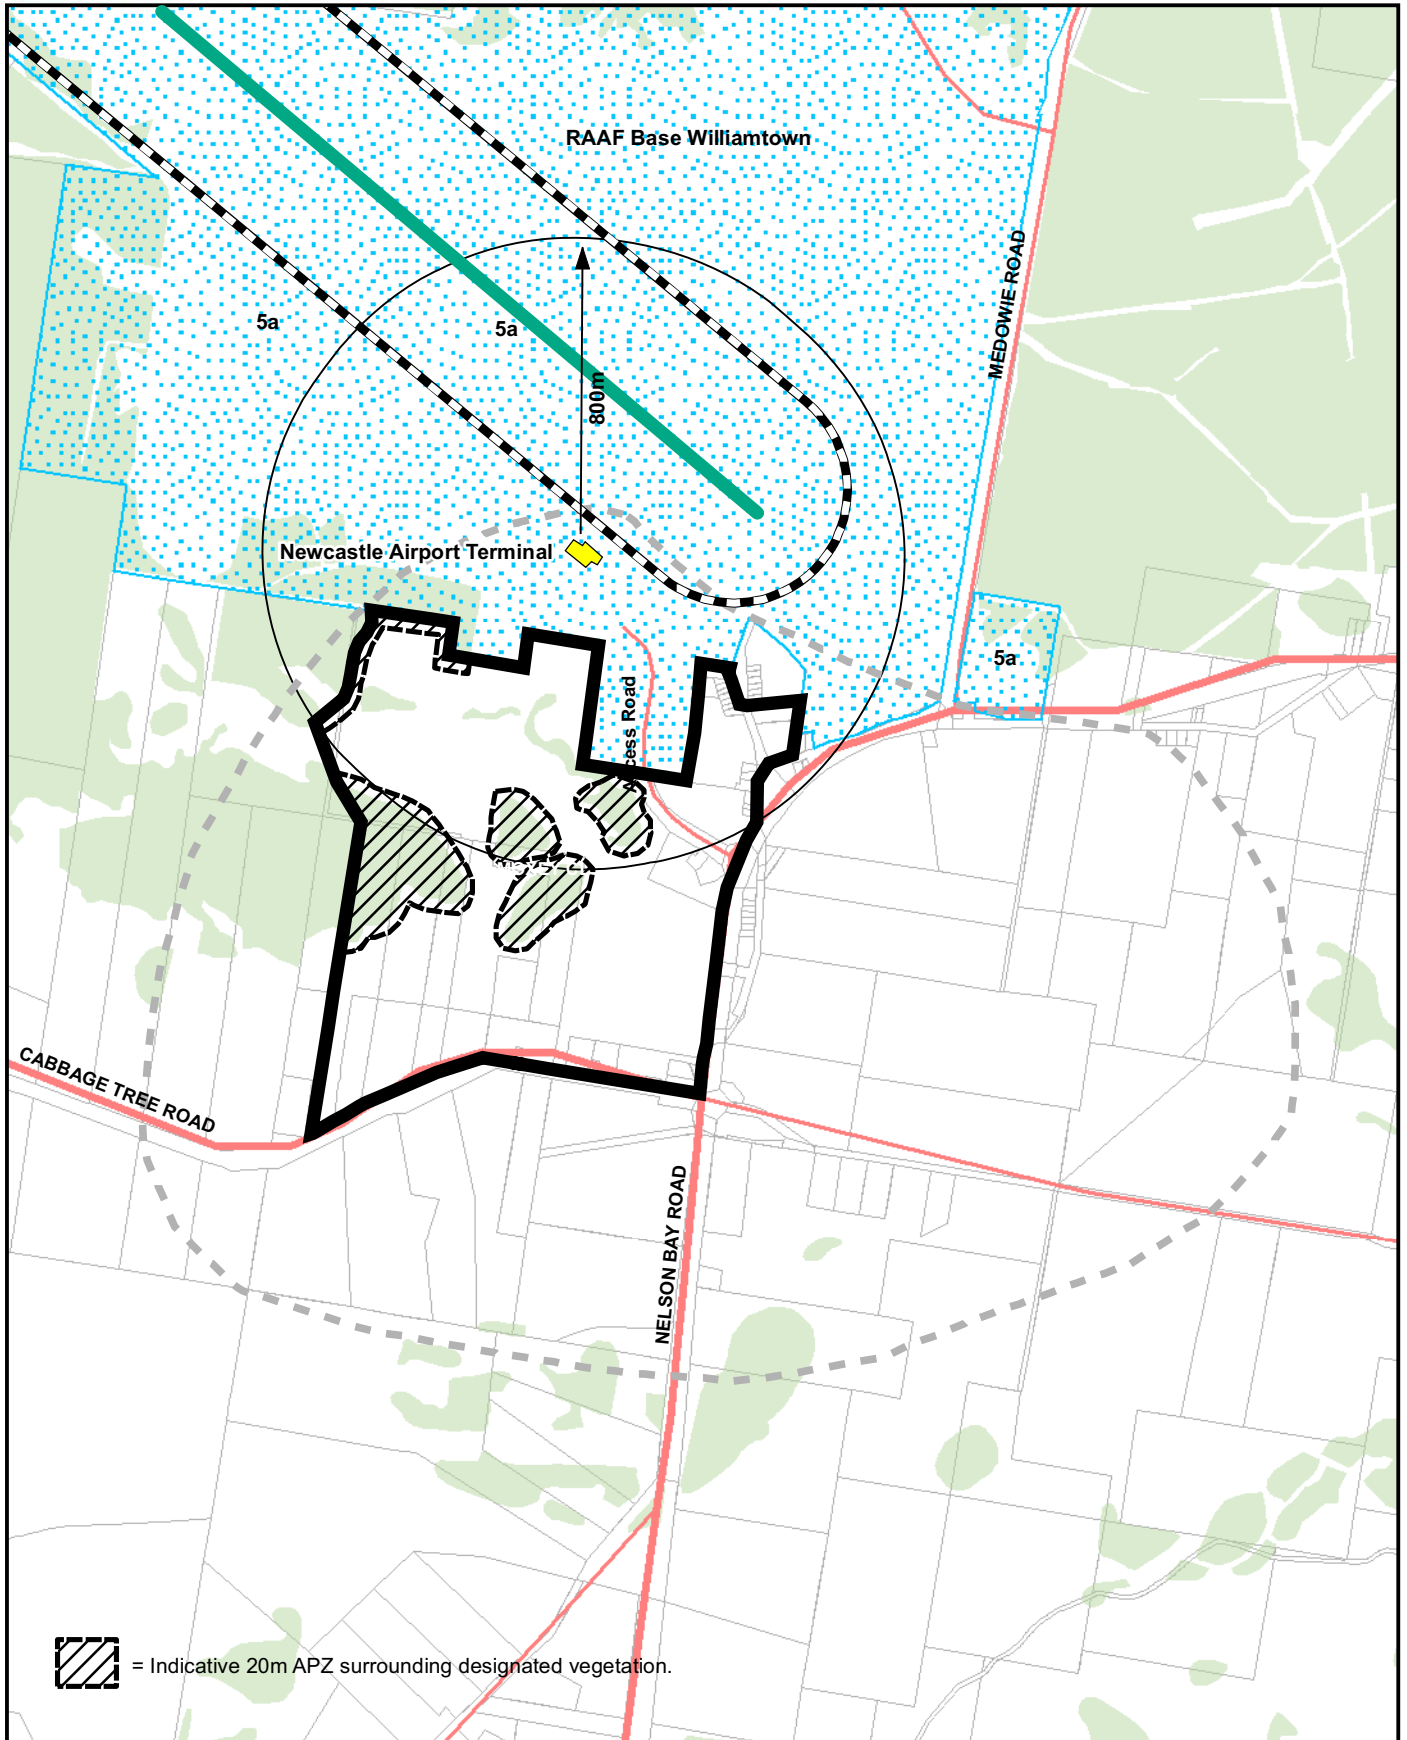 RAAF Base Williamtown
MEDOWIE ROAD
5a
5a
800m
Newcastle Airport Terminal
5a
Road
CABBAGE TREE ROAD
NELSON BAY ROAD
= Indicative 20m APZ surrounding designated vegetation.